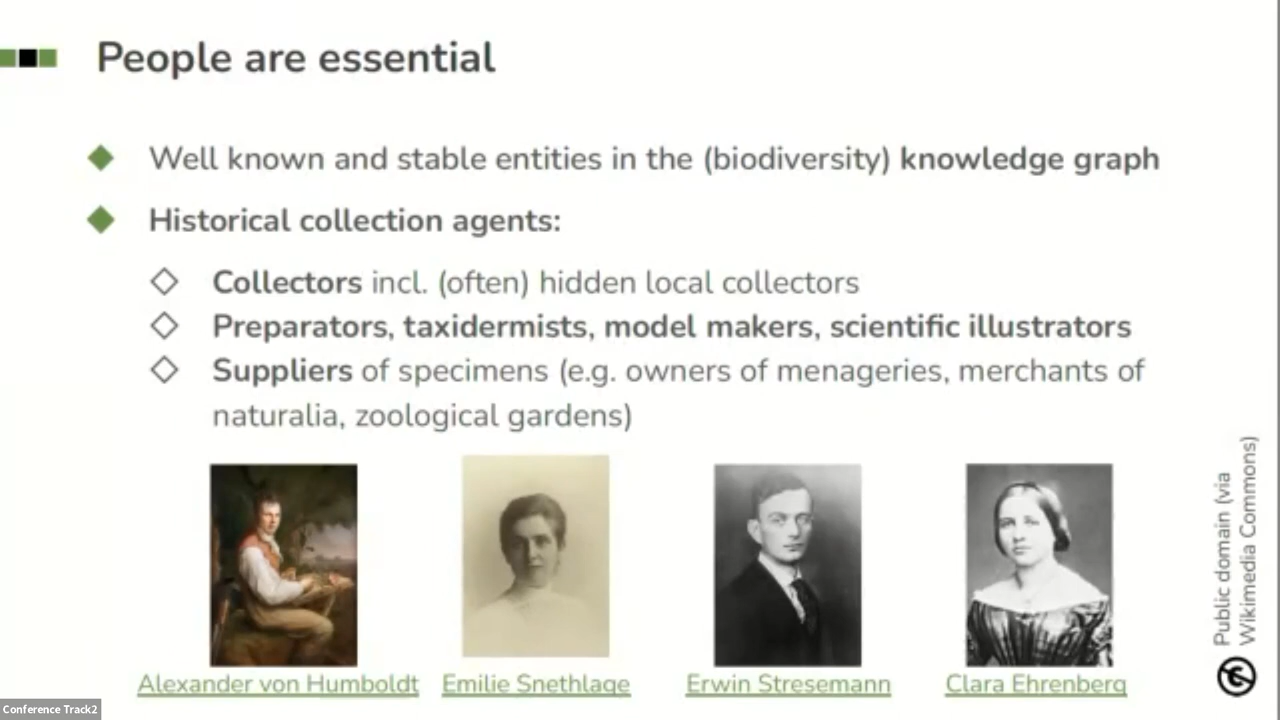 People are essential
Well known and stable entities in the (biodiversity) knowledge graph
Historical collection agents:
Collectors incl. (often) hidden local collectors
Preparators, taxidermists, model makers, scientific illustrators
Suppliers of specimens (e.g. owners of menageries, merchants of
naturalia, zoological gardens)
Alexander von Humboldt
Emilie Snethlage
Erwin Stresemann
Clara Ehrenberg
Public domain (via
Wikimedia Commons)
Conference Track2